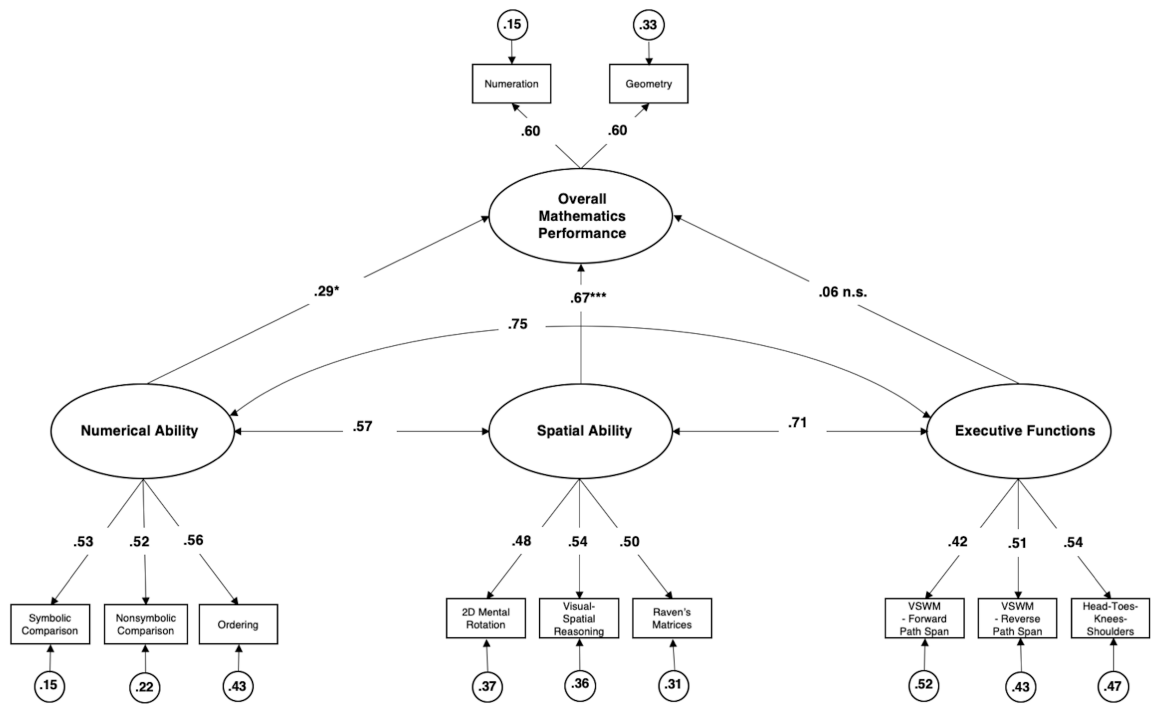 .15
.33
Numeration
Geometry
.60
.60
Overall
Mathematics
Performance
.29*
.67***
.06 n.s.
.75
Numerical Ability
.57
Spatial Ability
.71
Executive Functions
.53
.52
.56
.48
.54
.50
.42
.51
.54
Symbolic
Comparison
Nonsymbolic
Comparison
Ordering
2D Mental
Rotation
Visual-
Spatial
Reasoning
Raven's
Matrices
VSWM
- Forward
Path Span
VSWM
- Reverse
Path Span
Head-Toes-
Knees-
Shoulders
.15
.22
.43
.37
.36
.31
.52
.43
.47